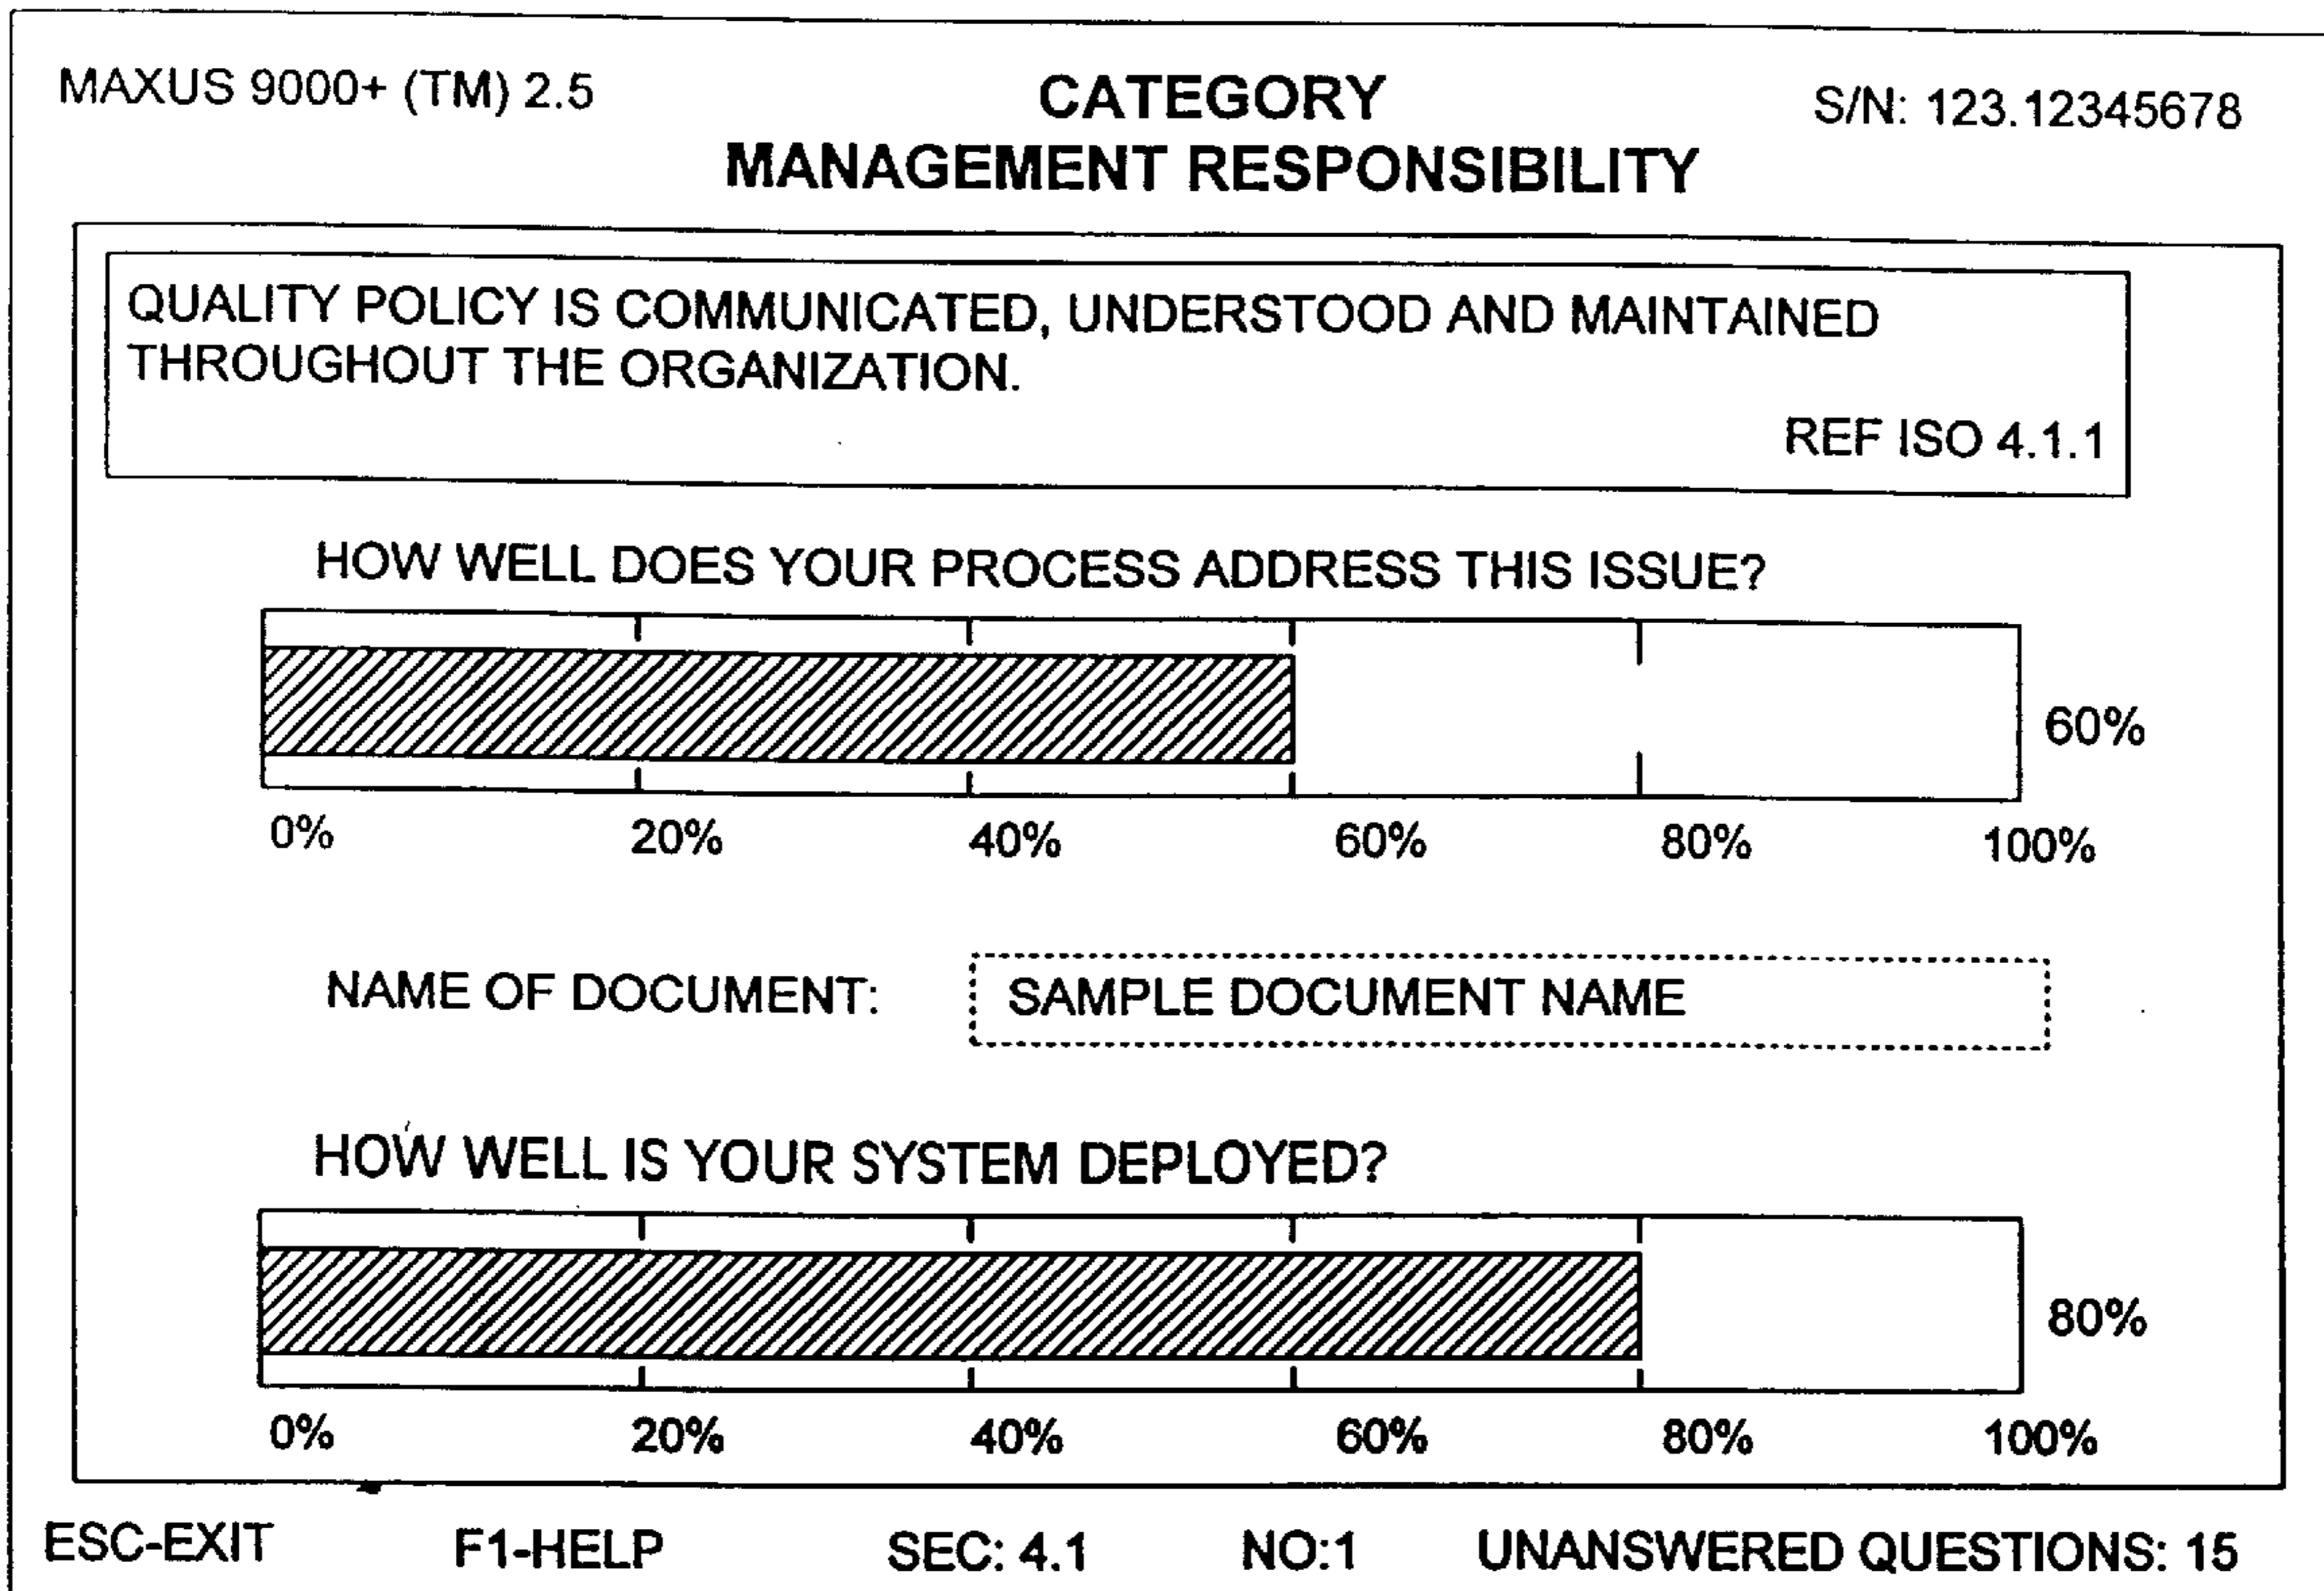 MAXUS 9000+ (TM) 2.5
CATEGORY
S/N: 123.12345678
MANAGEMENT RESPONSIBILITY
QUALITY POLICY IS COMMUNICATED, UNDERSTOOD AND MAINTAINED
THROUGHOUT THE ORGANIZATION.
REF ISO 4.1.1
HOW WELL DOES YOUR PROCESS ADDRESS THIS ISSUE?
60%
0% 20% 40% 60% 80% 100%
NAME OF DOCUMENT: SAMPLE DOCUMENT NAME
HOW WELL IS YOUR SYSTEM DEPLOYED?
80%
0% 20% 40% 60% 80% 100%
ESC-EXIT F1-HELP SEC: 4.1 NO:1 UNANSWERED QUESTIONS: 15